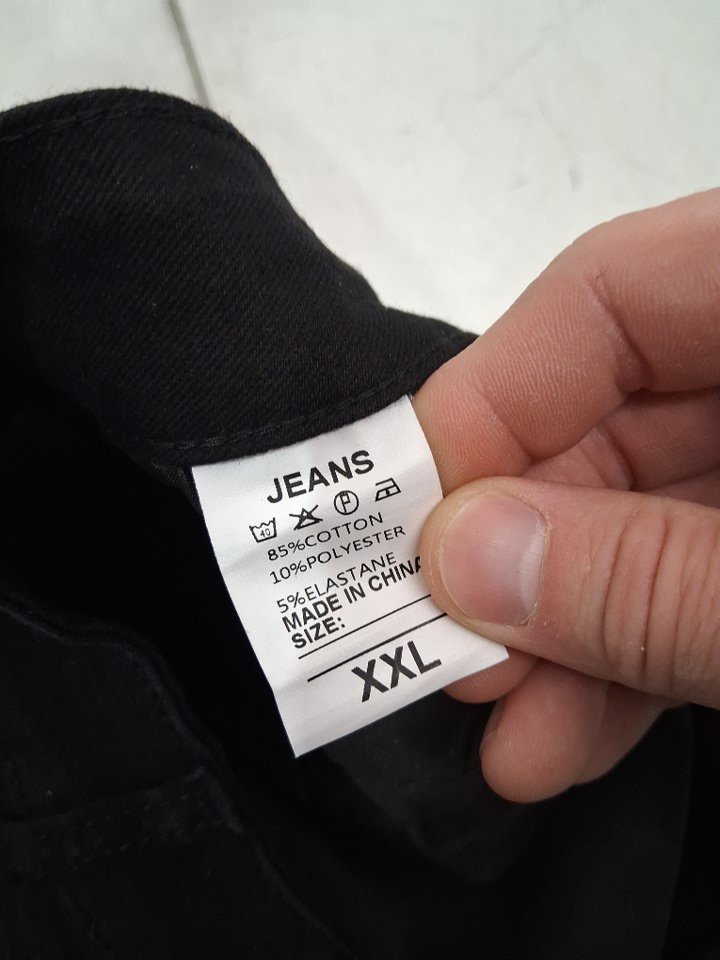 JEANS
40 P
85%COTTON
10%POLYESTER
5%ELASTANE
MADE IN CHINA
SIZE:
XXL